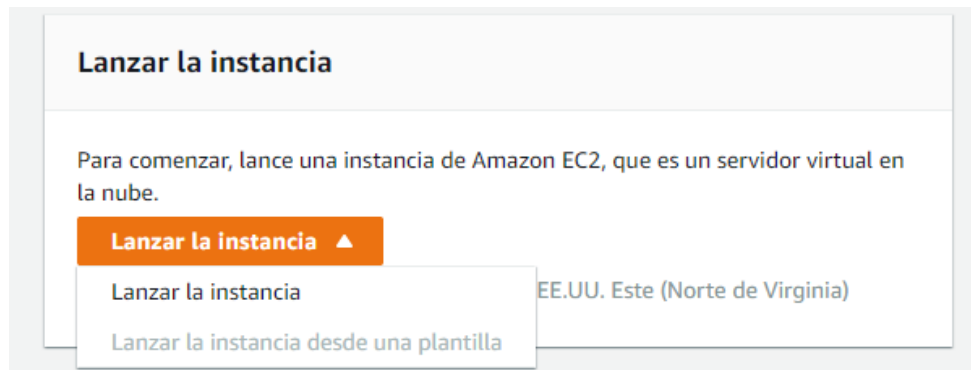 Lanzar la instancia
Para comenzar, lance una instancia de Amazon EC2, que es un servidor virtual en
la nube.
Lanzar la instancia
Lanzar la instancia
EE.UU. Este (Norte de Virginia)
Lanzar la instancia desde una plantilla